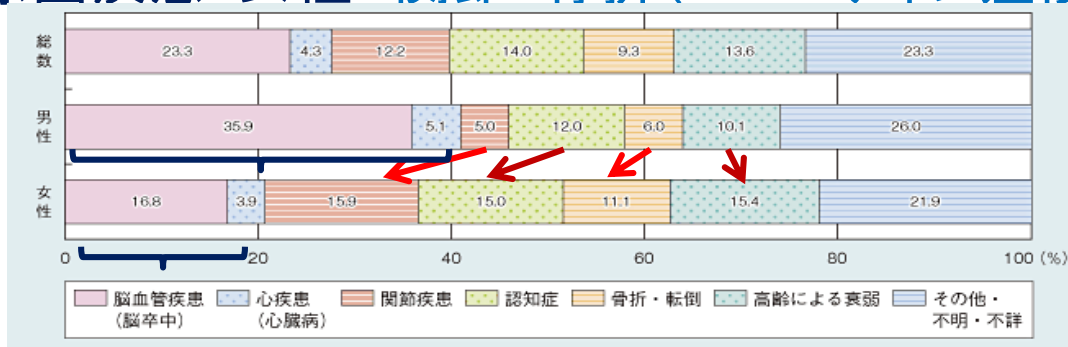 総数 23.3 4.3 12.2 14.0 9.3 13.6 23.3
男性 35.9 5.1 5.0 12.0 6.0 10.1 26.0
女性 16.8 3.9 15.9 15.0 11.1 15.4 21.9
0 20 40 60 80 100 (%)
脳血管疾患 心疾患 関節疾患 認知症 骨折・転倒 高齢による衰弱 その他・
(脳卒中) (心臓病) 不明・不詳